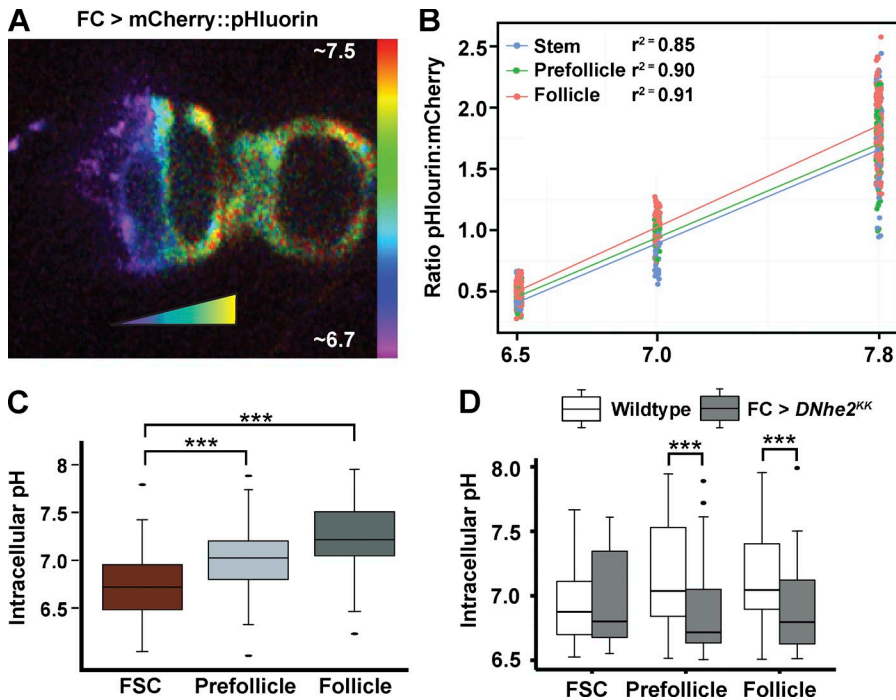 A
FC > mCherry::pHluorin
~7.5
~6.7
B
Ratio pHlourin:mCherry
2.5
2.0
1.5
1.0
0.5
Stem r² = 0.85
Prefollicle r² = 0.90
Follicle r² = 0.91
6.5 7.0 7.8
C
Intracellular pH
8
7.5
7.0
6.5
***
***
FSC Prefollicle Follicle
D
Wildtype FC > DNhe2ᴷᴷ
Intracellular pH
8.0
7.5
7.0
6.5
*** ***
FSC Prefollicle Follicle